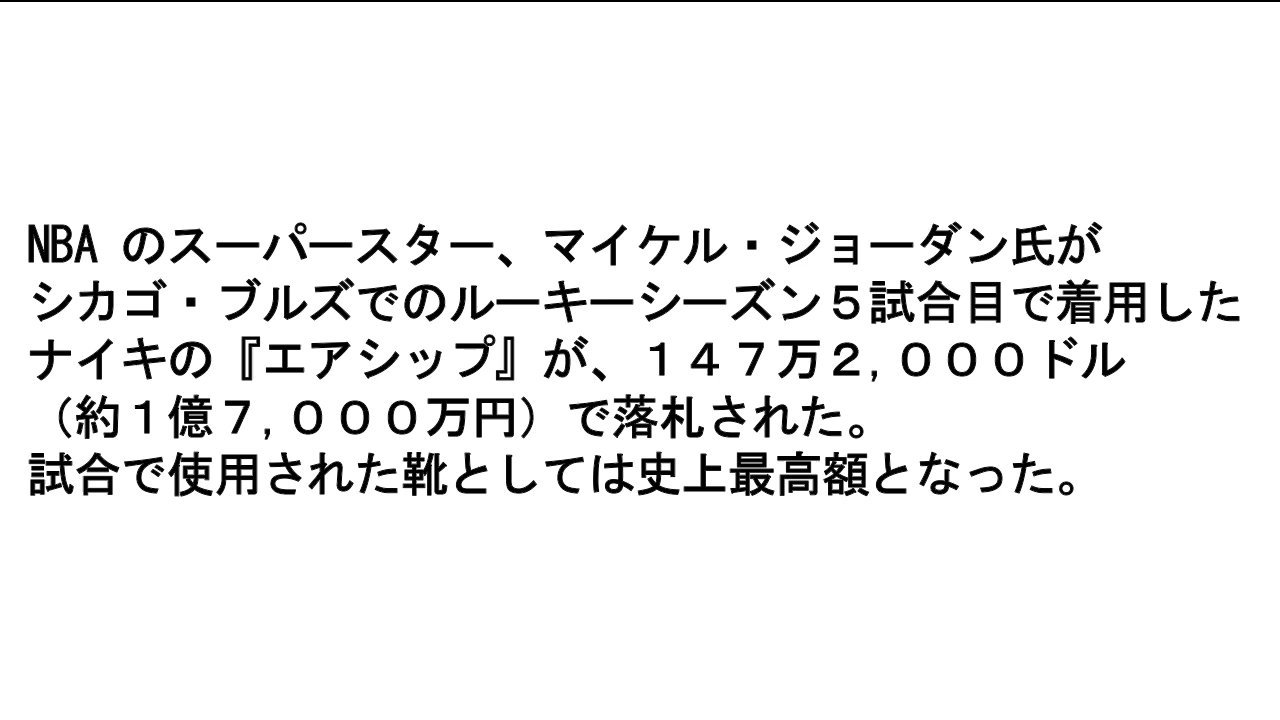 NBA のスーパースター、マイケル・ジョーダン氏が
シカゴ・ブルズでのルーキーシーズン５試合目で着用した
ナイキの『エアシップ』が、１４７万２,０００ドル
（約１億７,０００万円）で落札された。
試合で使用された靴としては史上最高額となった。